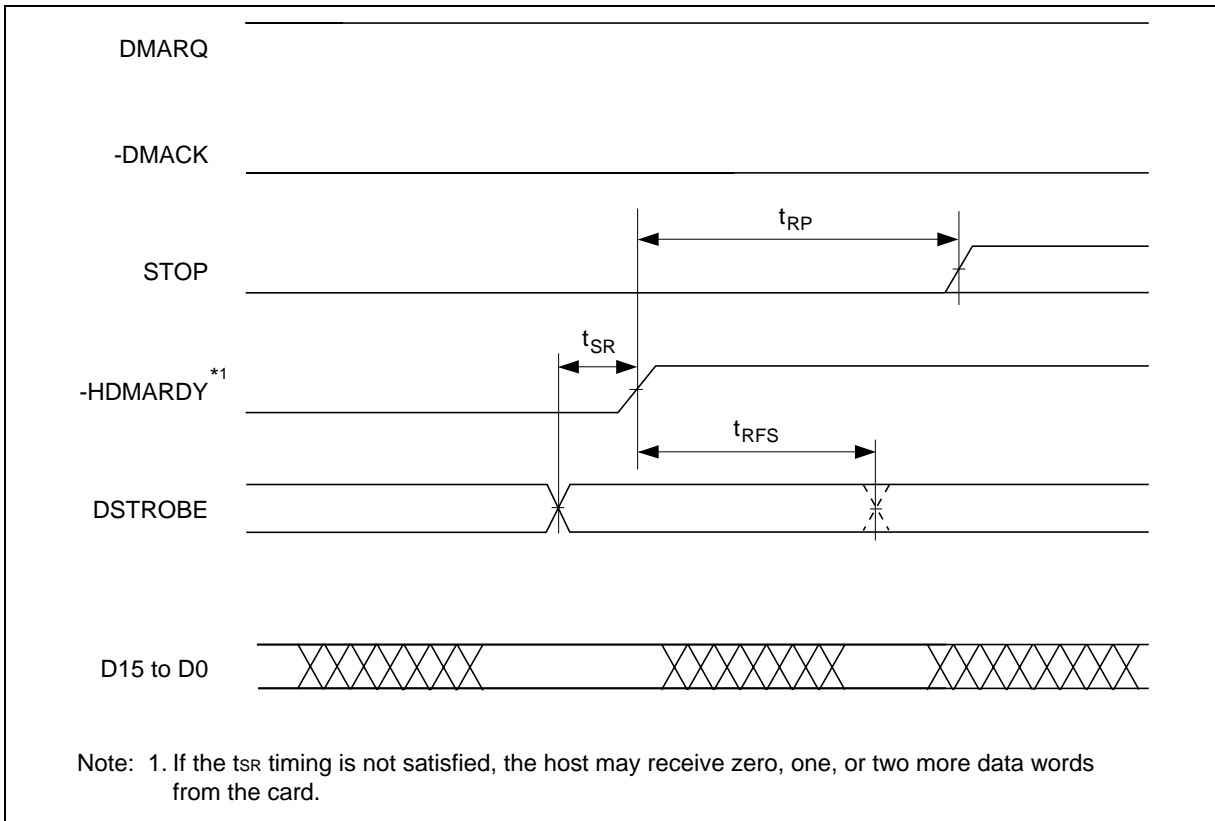 DMARQ
-DMACK
tRP
STOP
tSR
-HDMARDY*1
tRFS
DSTROBE
D15 to D0
Note: 1. If the tSR timing is not satisfied, the host may receive zero, one, or two more data words
from the card.